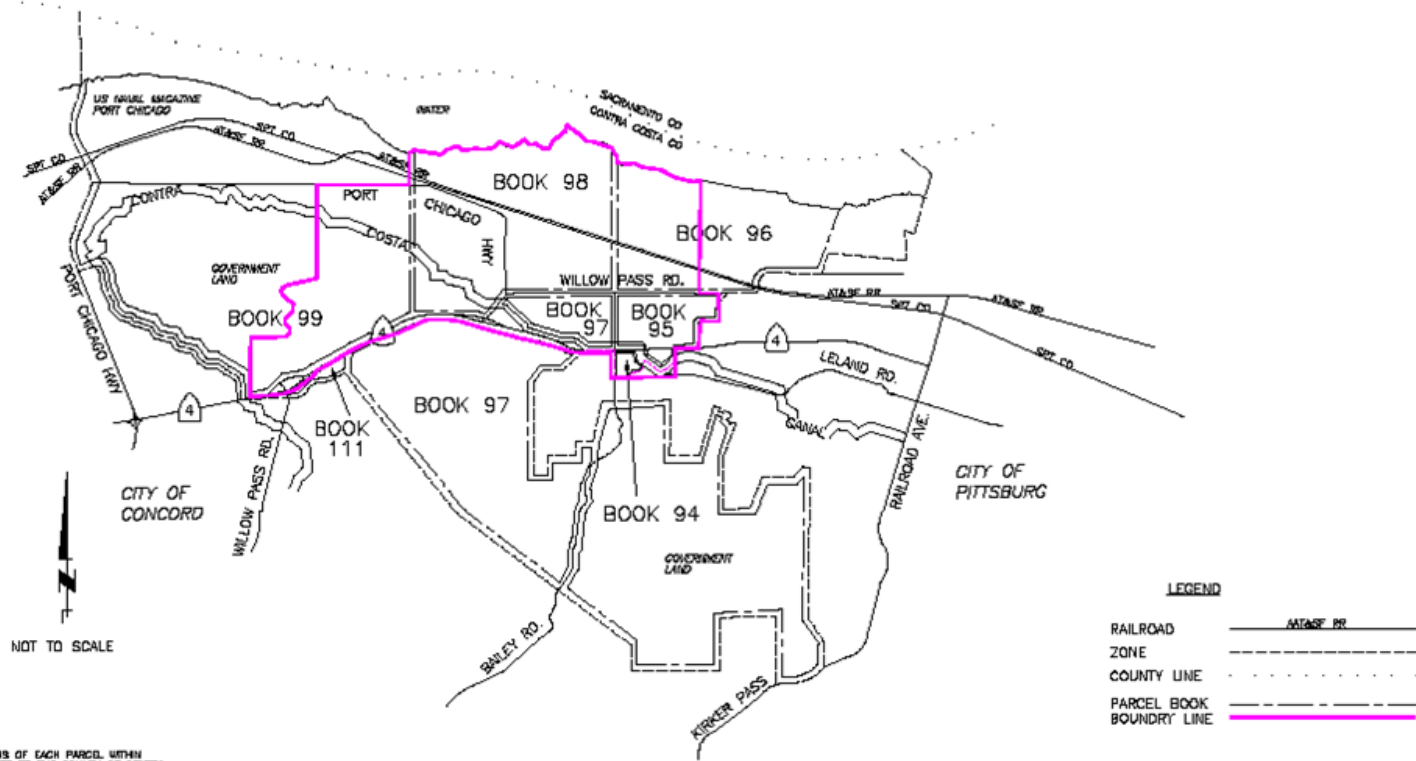 US NAVAL MAGAZINE
PORT CHICAGO
WATER
SACRAMENTO CO
CONTRA COSTA CO
SPT CO
AT&SF RR
SPT CO
AT&SF RR
AT&SF RR
BOOK 98
CONTRA
PORT
CHICAGO
HWY
COSTA
BOOK 96
GOVERNMENT
LAND
WILLOW PASS RD.
PORT CHICAGO HWY
BOOK 99
BOOK
97
BOOK
95
AT&SF RR
SPT CO
AT&SF RR
SPT CO
4
4
4
LELAND RD.
BOOK 97
BOOK
111
CANAL
RAILROAD AVE.
CITY OF
CONCORD
WILLOW PASS RD.
CITY OF
PITTSBURG
BOOK 94
GOVERNMENT
LAND
N
NOT TO SCALE
BAILEY RD.
KIRKER PASS
LEGEND
RAILROAD
AAT&SF RR
ZONE
COUNTY LINE
PARCEL BOOK
BOUNDRY LINE
OF EACH PARCEL WITHIN